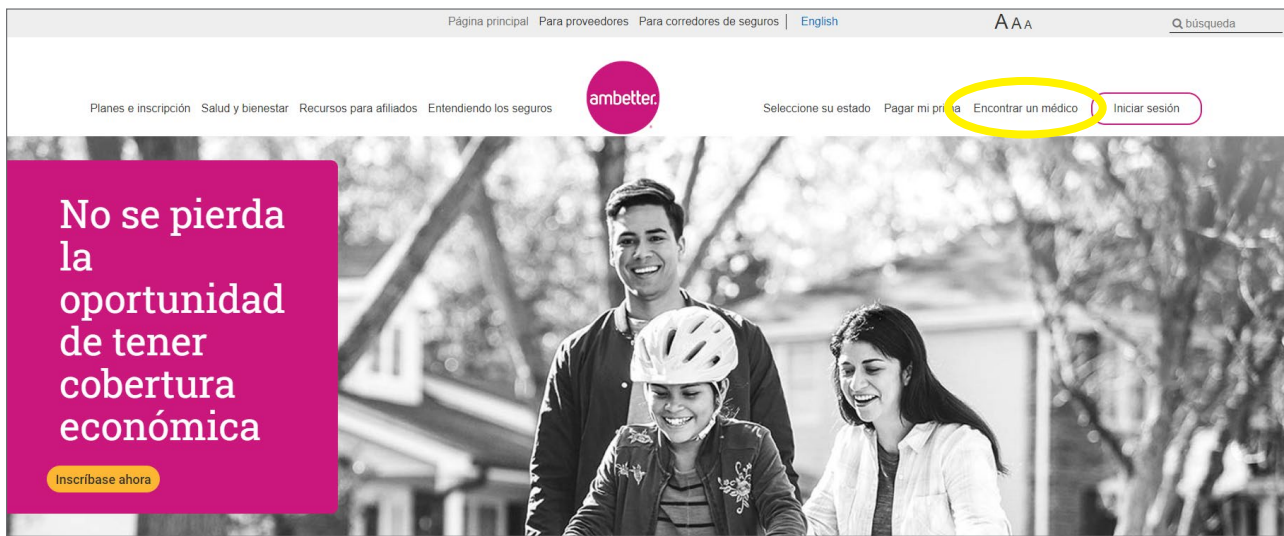 Página principal Para proveedores Para corredores de seguros | English AAA búsqueda
Planes e inscripción Salud y bienestar Recursos para afiliados Entendiendo los seguros ambetter. Seleccione su estado Pagar mi prima Encontrar un médico Iniciar sesión
No se pierda
la
oportunidad
de tener
cobertura
económica
Inscríbase ahora